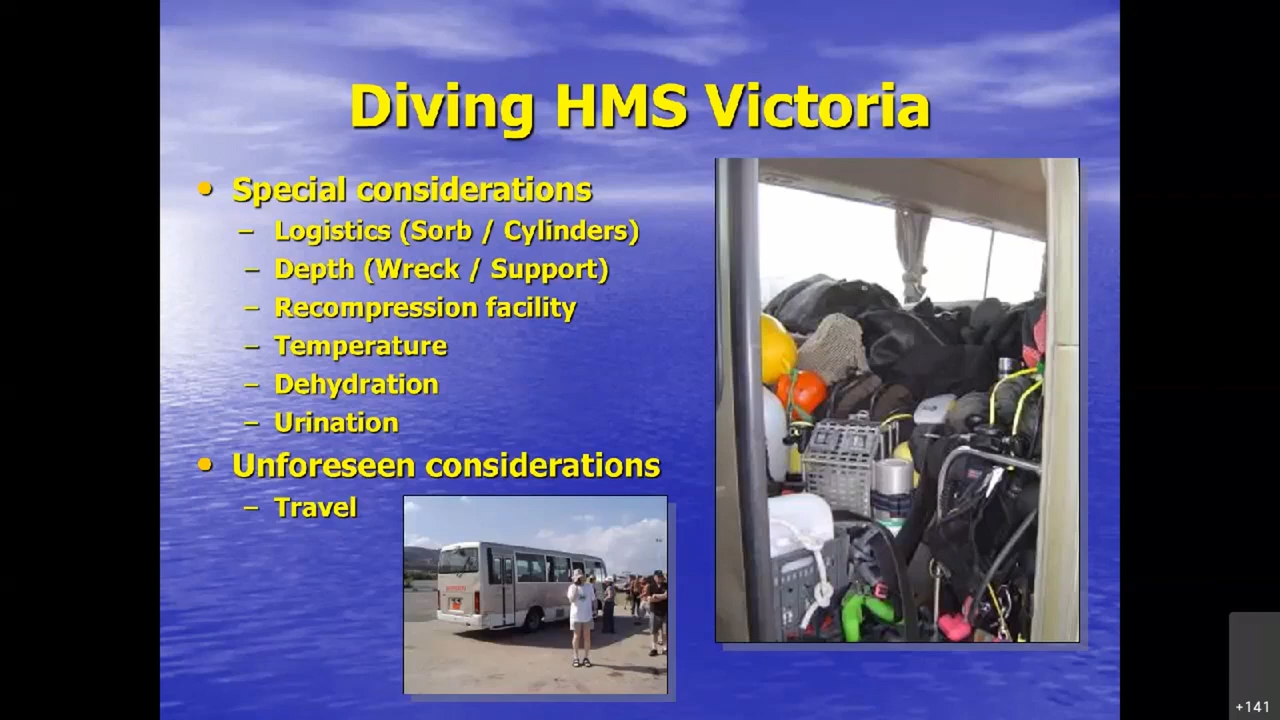 Diving HMS Victoria
• Special considerations
– Logistics (Sorb / Cylinders)
– Depth (Wreck / Support)
– Recompression facility
– Temperature
– Dehydration
– Urination
• Unforeseen considerations
– Travel
+141